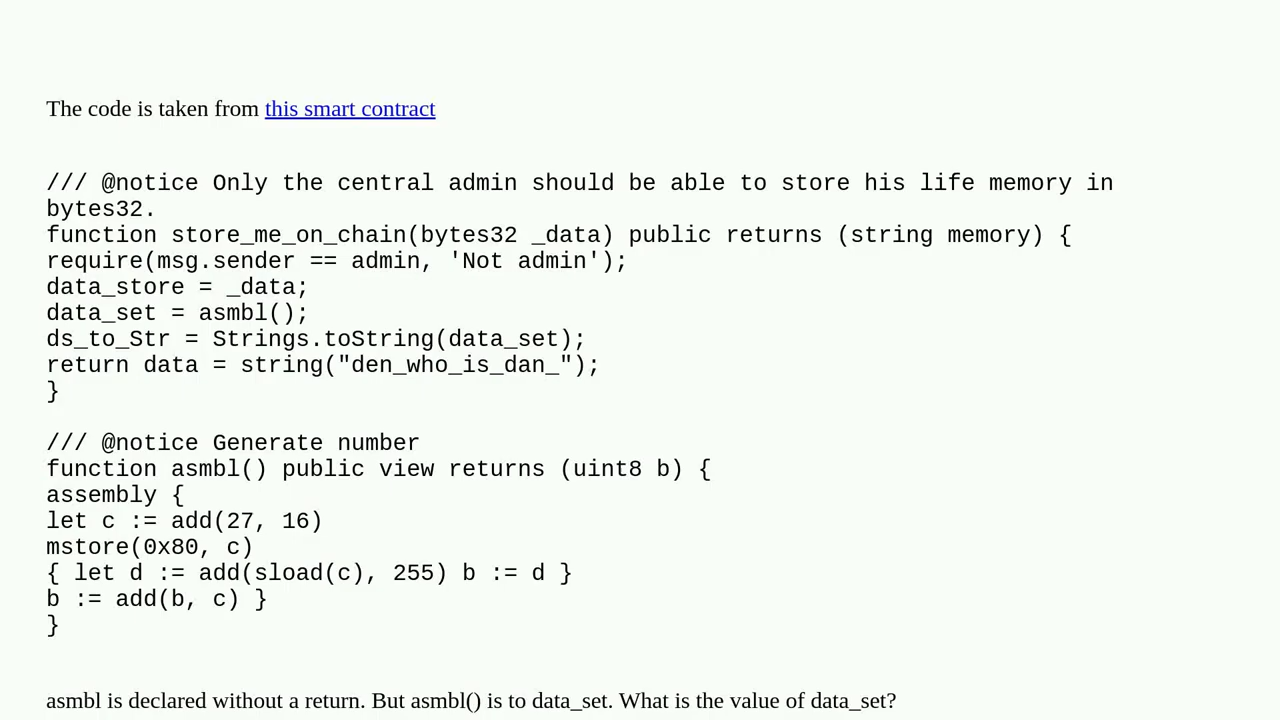 The code is taken from this smart contract
/// @notice Only the central admin should be able to store his life memory in
bytes32.
function store_me_on_chain(bytes32 _data) public returns (string memory) {
require(msg.sender == admin, 'Not admin');
data_store = _data;
data_set = asmbl();
ds_to_Str = Strings.toString(data_set);
return data = string("den_who_is_dan_");
}
/// @notice Generate number
function asmbl() public view returns (uint8 b) {
assembly {
let c := add(27, 16)
mstore(0x80, c)
{ let d := add(sload(c), 255) b := d }
b := add(b, c) }
}
asmbl is declared without a return. But asmbl() is to data_set. What is the value of data_set?